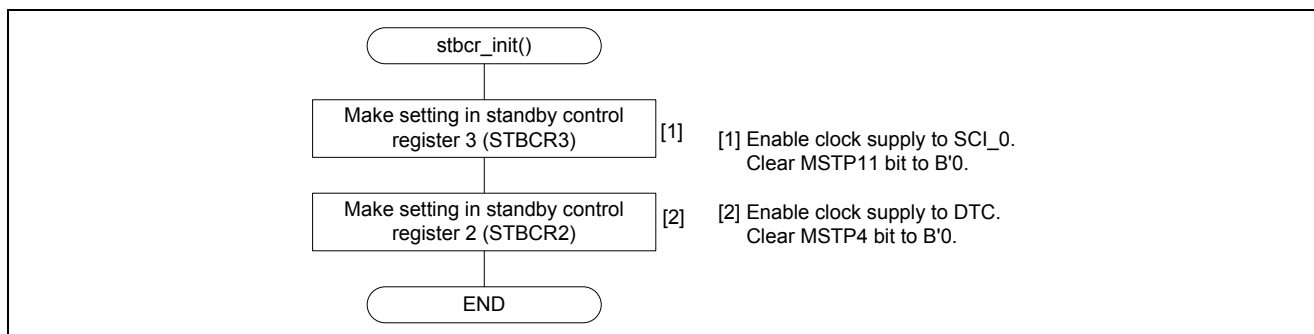 stbcr_init()
Make setting in standby control
register 3 (STBCR3)
[1]
[1] Enable clock supply to SCI_0.
Clear MSTP11 bit to B'0.
Make setting in standby control
register 2 (STBCR2)
[2]
[2] Enable clock supply to DTC.
Clear MSTP4 bit to B'0.
END